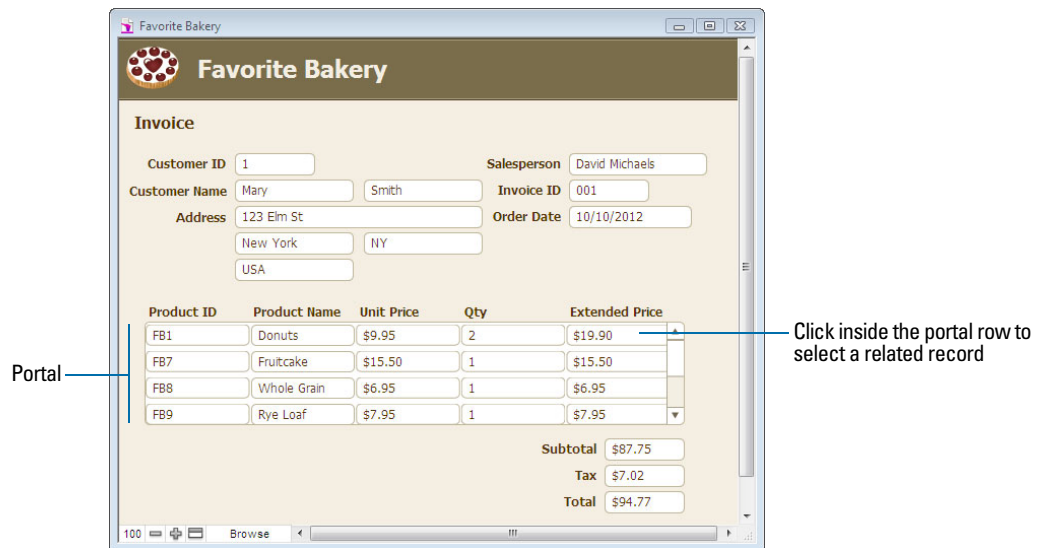 Favorite Bakery
Favorite Bakery
Invoice
Customer ID 1 Salesperson David Michaels
Customer Name Mary Smith Invoice ID 001
Address 123 Elm St Order Date 10/10/2012
New York NY
USA
Product ID Product Name Unit Price Qty Extended Price
FB1 Donuts $9.95 2 $19.90
FB7 Fruitcake $15.50 1 $15.50
FB8 Whole Grain $6.95 1 $6.95
FB9 Rye Loaf $7.95 1 $7.95
Portal
Click inside the portal row to
select a related record
Subtotal $87.75
Tax $7.02
Total $94.77
100 Browse